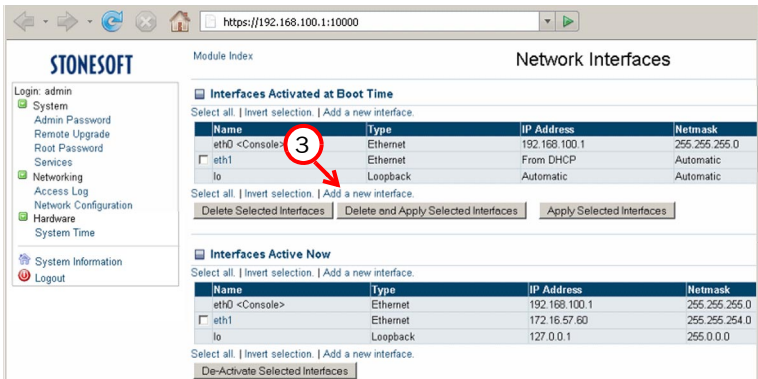 https://192.168.100.1:10000
STONESOFT
Module Index
Network Interfaces
Login: admin
System
Admin Password
Remote Upgrade
Root Password
Services
Networking
Access Log
Network Configuration
Hardware
System Time
System Information
Logout
Interfaces Activated at Boot Time
Select all. | Invert selection. | Add a new interface.
Name Type IP Address Netmask
eth0 <Console> Ethernet 192.168.100.1 255.255.255.0
eth1 Ethernet From DHCP Automatic
lo Loopback Automatic Automatic
3
Select all. | Invert selection. | Add a new interface.
Delete Selected Interfaces Delete and Apply Selected Interfaces Apply Selected Interfaces
Interfaces Active Now
Select all. | Invert selection. | Add a new interface.
Name Type IP Address Netmask
eth0 <Console> Ethernet 192.168.100.1 255.255.255.0
eth1 Ethernet 172.16.57.60 255.255.254.0
lo Loopback 127.0.0.1 255.0.0.0
Select all. | Invert selection. | Add a new interface.
De-Activate Selected Interfaces